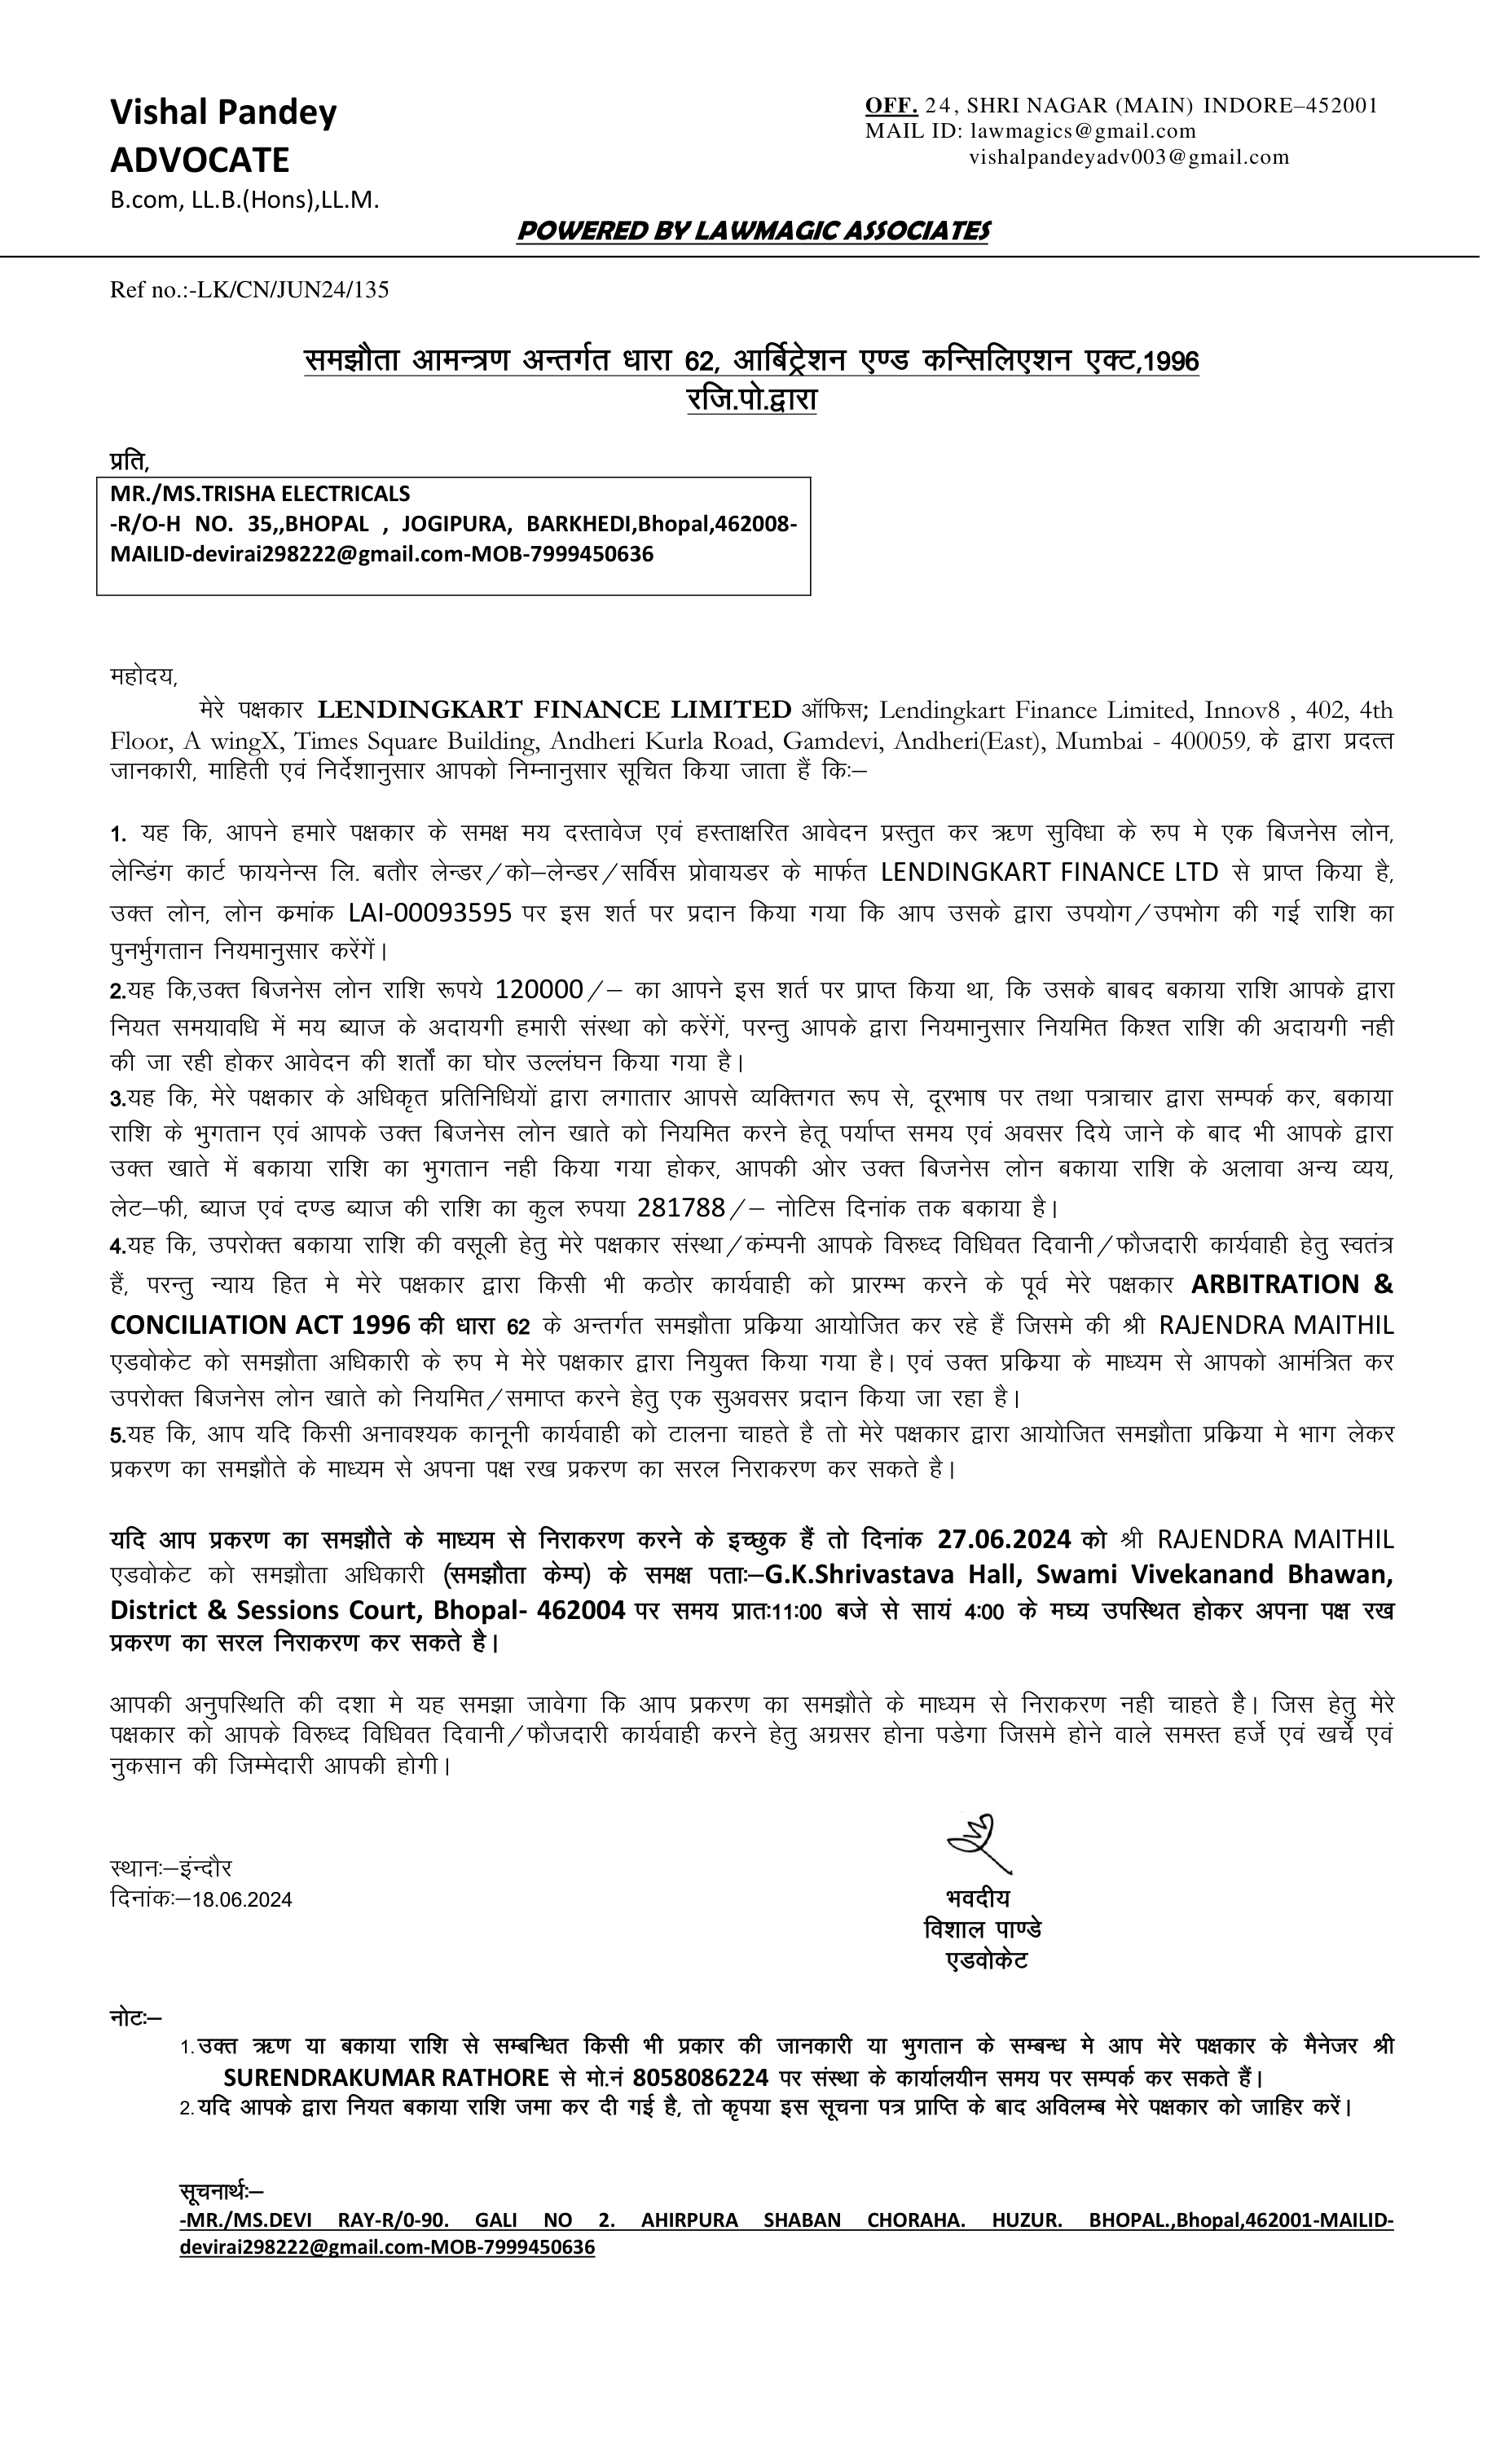 Vishal Pandey
ADVOCATE
B.com, LL.B.(Hons),LL.M.
OFF. 24, SHRI NAGAR (MAIN) INDORE–452001
MAIL ID: lawmagics@gmail.com
vishalpandeyadv003@gmail.com
POWERED BY LAWMAGIC ASSOCIATES
Ref no.:-LK/CN/JUN24/135
समझौता आमन्त्रण अन्तर्गत धारा 62, आर्बिट्रेशन एण्ड कन्सिलिएशन एक्ट,1996
रजि.पो.द्वारा
प्रति,
MR./MS.TRISHA ELECTRICALS
-R/O-H NO. 35,,BHOPAL , JOGIPURA, BARKHEDI,Bhopal,462008-
MAILID-devirai298222@gmail.com-MOB-7999450636
महोदय,
मेरे पक्षकार LENDINGKART FINANCE LIMITED ऑफिस; Lendingkart Finance Limited, Innov8 , 402, 4th
Floor, A wingX, Times Square Building, Andheri Kurla Road, Gamdevi, Andheri(East), Mumbai - 400059, के द्वारा प्रदत्त
जानकारी, माहिती एवं निर्देशानुसार आपको निम्नानुसार सूचित किया जाता हैं किः–
1. यह कि, आपने हमारे पक्षकार के समक्ष मय दस्तावेज एवं हस्ताक्षरित आवेदन प्रस्तुत कर ऋण सुविधा के रुप मे एक बिजनेस लोन,
लेन्डिंग कार्ट फायनेन्स लि. बतौर लेन्डर/को–लेन्डर/सर्विस प्रोवायडर के मार्फत LENDINGKART FINANCE LTD से प्राप्त किया है,
उक्त लोन, लोन क्रमांक LAI-00093595 पर इस शर्त पर प्रदान किया गया कि आप उसके द्वारा उपयोग/उपभोग की गई राशि का
पुनर्भुगतान नियमानुसार करेंगें।
2.यह कि,उक्त बिजनेस लोन राशि रूपये 120000/– का आपने इस शर्त पर प्राप्त किया था, कि उसके बाबद बकाया राशि आपके द्वारा
नियत समयावधि में मय ब्याज के अदायगी हमारी संस्था को करेंगें, परन्तु आपके द्वारा नियमानुसार नियमित किश्त राशि की अदायगी नही
की जा रही होकर आवेदन की शर्तों का घोर उल्लंघन किया गया है।
3.यह कि, मेरे पक्षकार के अधिकृत प्रतिनिधियों द्वारा लगातार आपसे व्यक्तिगत रूप से, दूरभाष पर तथा पत्राचार द्वारा सम्पर्क कर, बकाया
राशि के भुगतान एवं आपके उक्त बिजनेस लोन खाते को नियमित करने हेतू पर्याप्त समय एवं अवसर दिये जाने के बाद भी आपके द्वारा
उक्त खाते में बकाया राशि का भुगतान नही किया गया होकर, आपकी ओर उक्त बिजनेस लोन बकाया राशि के अलावा अन्य व्यय,
लेट–फी, ब्याज एवं दण्ड ब्याज की राशि का कुल रुपया 281788/– नोटिस दिनांक तक बकाया है।
4.यह कि, उपरोक्त बकाया राशि की वसूली हेतु मेरे पक्षकार संस्था/कंम्पनी आपके विरुध्द विधिवत दिवानी/फौजदारी कार्यवाही हेतु स्वतंत्र
हैं, परन्तु न्याय हित मे मेरे पक्षकार द्वारा किसी भी कठोर कार्यवाही को प्रारम्भ करने के पूर्व मेरे पक्षकार ARBITRATION &
CONCILIATION ACT 1996 की धारा 62 के अन्तर्गत समझौता प्रक्रिया आयोजित कर रहे हैं जिसमे की श्री RAJENDRA MAITHIL
एडवोकेट को समझौता अधिकारी के रुप मे मेरे पक्षकार द्वारा नियुक्त किया गया है। एवं उक्त प्रक्रिया के माध्यम से आपको आमंत्रित कर
उपरोक्त बिजनेस लोन खाते को नियमित/समाप्त करने हेतु एक सुअवसर प्रदान किया जा रहा है।
5.यह कि, आप यदि किसी अनावश्यक कानूनी कार्यवाही को टालना चाहते है तो मेरे पक्षकार द्वारा आयोजित समझौता प्रक्रिया मे भाग लेकर
प्रकरण का समझौते के माध्यम से अपना पक्ष रख प्रकरण का सरल निराकरण कर सकते है।
यदि आप प्रकरण का समझौते के माध्यम से निराकरण करने के इच्छुक हैं तो दिनांक 27.06.2024 को श्री RAJENDRA MAITHIL
एडवोकेट को समझौता अधिकारी (समझौता केम्प) के समक्ष पताः–G.K.Shrivastava Hall, Swami Vivekanand Bhawan,
District & Sessions Court, Bhopal- 462004 पर समय प्रातः11:00 बजे से सायं 4:00 के मघ्य उपस्थित होकर अपना पक्ष रख
प्रकरण का सरल निराकरण कर सकते है।
आपकी अनुपस्थिति की दशा मे यह समझा जावेगा कि आप प्रकरण का समझौते के माध्यम से निराकरण नही चाहते है। जिस हेतु मेरे
पक्षकार को आपके विरुध्द विधिवत दिवानी/फौजदारी कार्यवाही करने हेतु अग्रसर होना पडेगा जिसमे होने वाले समस्त हर्जे एवं खर्चे एवं
नुकसान की जिम्मेदारी आपकी होगी।
स्थानः–इंन्दौर
दिनांकः–18.06.2024
भवदीय
विशाल पाण्डे
एडवोकेट
नोटः–
1.उक्त ऋण या बकाया राशि से सम्बन्धित किसी भी प्रकार की जानकारी या भुगतान के सम्बन्ध मे आप मेरे पक्षकार के मैनेजर श्री
SURENDRAKUMAR RATHORE से मो.नं 8058086224 पर संस्था के कार्यालयीन समय पर सम्पर्क कर सकते हैं।
2.यदि आपके द्वारा नियत बकाया राशि जमा कर दी गई है, तो कृपया इस सूचना पत्र प्राप्ति के बाद अविलम्ब मेरे पक्षकार को जाहिर करें।
सूचनार्थः–
-MR./MS.DEVI RAY-R/0-90. GALI NO 2. AHIRPURA SHABAN CHORAHA. HUZUR. BHOPAL.,Bhopal,462001-MAILID-
devirai298222@gmail.com-MOB-7999450636